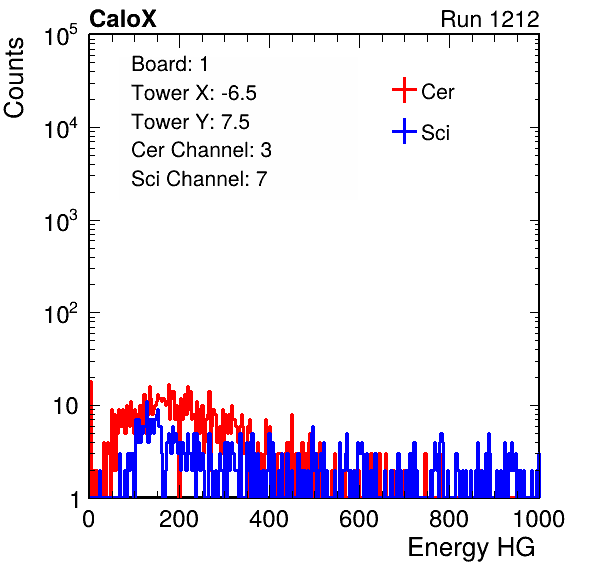 CaloX Run 1212
Counts
Board: 1
Tower X: -6.5
Tower Y: 7.5
Cer Channel: 3
Sci Channel: 7
Cer
Sci
10^5
10^4
10^3
10^2
10
1
0 200 400 600 800 1000
Energy HG